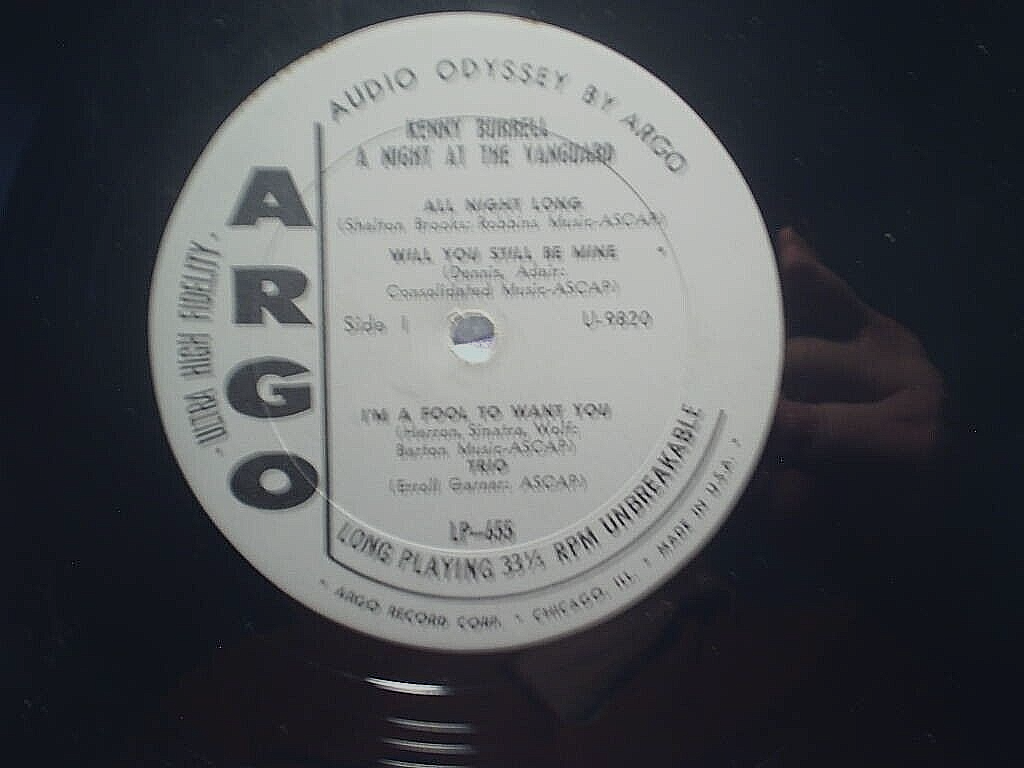 AUDIO ODYSSEY BY ARGO
KENNY BURRELL
A NIGHT AT THE VANGUARD
ALL NIGHT LONG
(Shelton, Brooks: Robbins, Music-ASCAP)
WILL YOU STILL BE MINE
(Dennis, Adair:
Consolidated Music-ASCAP)
Side 1
U-9820
I'M A FOOL TO WANT YOU
(Herron, Sinatra, Wolf:
Barton, Music-ASCAP)
TRIO
(Erroll Garner: ASCAP)
LP-655
LONG PLAYING 33⅓ RPM UNBREAKABLE
ARGO RECORD CORP. • CHICAGO, ILL. • MADE IN U.S.A.
ULTRA HIGH FIDELITY
ARGO